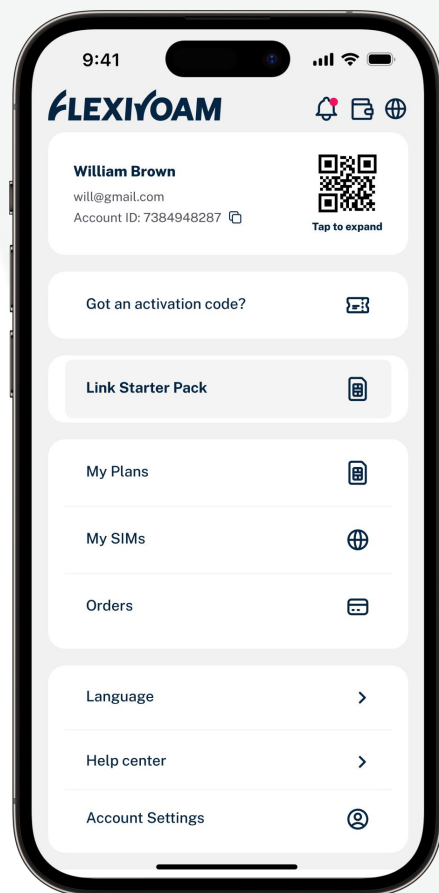 9:41
FLEXIROAM
William Brown
will@gmail.com
Account ID: 7384948287
Tap to expand
Got an activation code?
Link Starter Pack
My Plans
My SIMs
Orders
Language
Help center
Account Settings